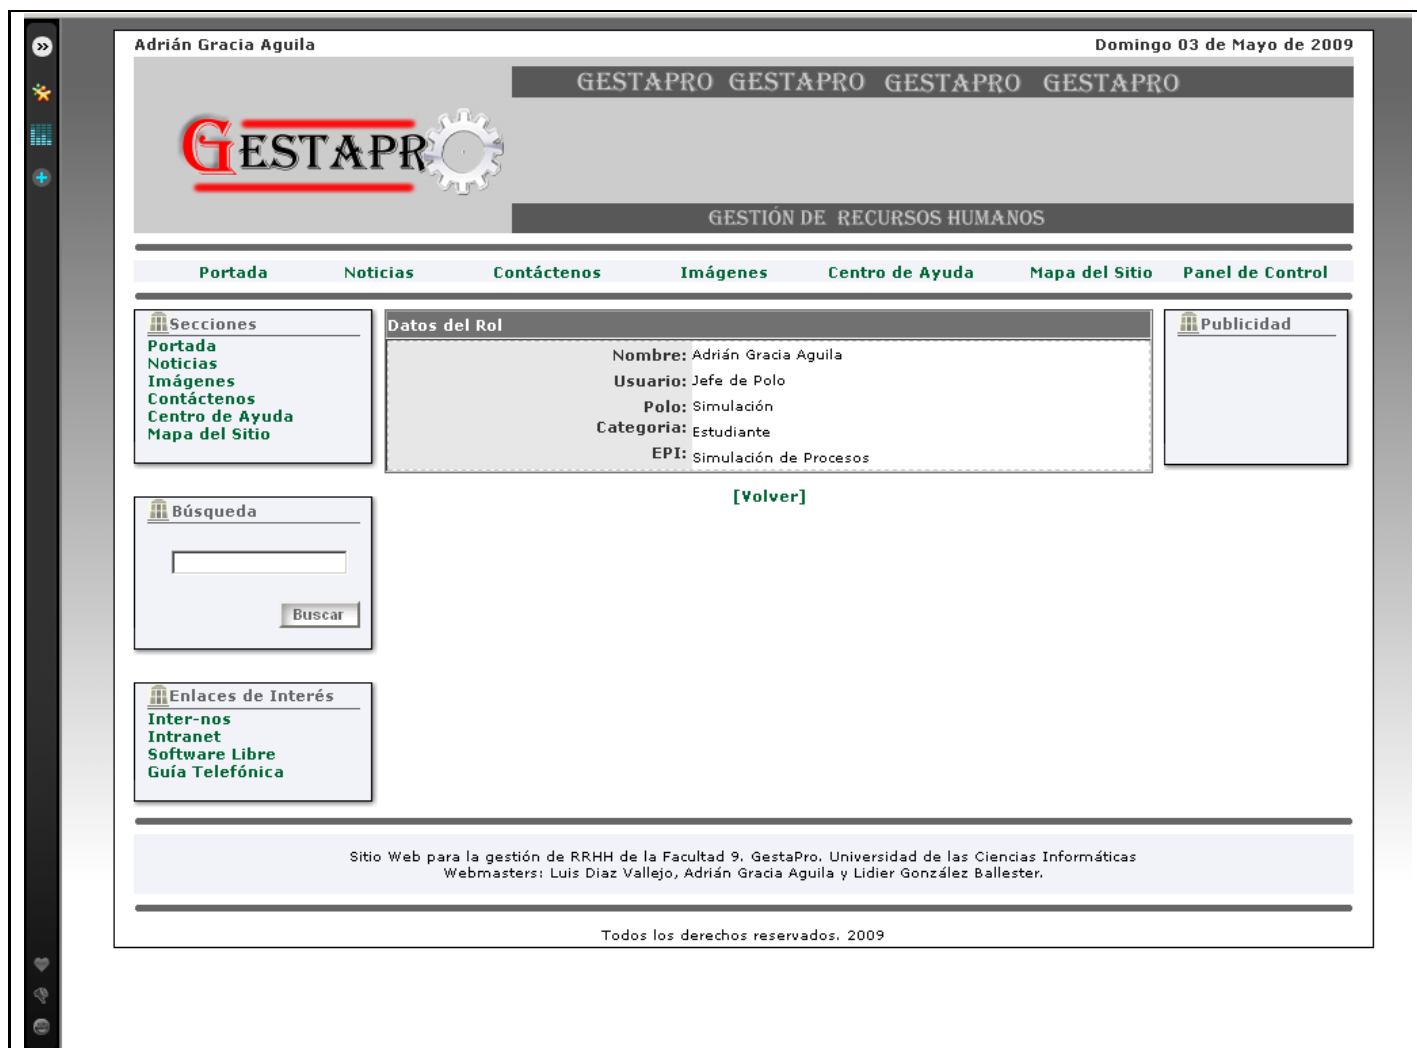 Adrián Gracia Aguila Domingo 03 de Mayo de 2009
GESTAPRO GESTAPRO GESTAPRO GESTAPRO
GESTAPRO
GESTIÓN DE RECURSOS HUMANOS
Portada Noticias Contáctenos Imágenes Centro de Ayuda Mapa del Sitio Panel de Control
Secciones
Portada
Noticias
Imágenes
Contáctenos
Centro de Ayuda
Mapa del Sitio
Búsqueda
Buscar
Enlaces de Interés
Inter-nos
Intranet
Software Libre
Guía Telefónica
Datos del Rol
Nombre: Adrián Gracia Aguila
Usuario: Jefe de Polo
Polo: Simulación
Categoria: Estudiante
EPI: Simulación de Procesos
[Volver]
Publicidad
Sitio Web para la gestión de RRHH de la Facultad 9. GestaPro. Universidad de las Ciencias Informáticas
Webmasters: Luis Diaz Vallejo, Adrián Gracia Aguila y Lidier González Ballester.
Todos los derechos reservados. 2009